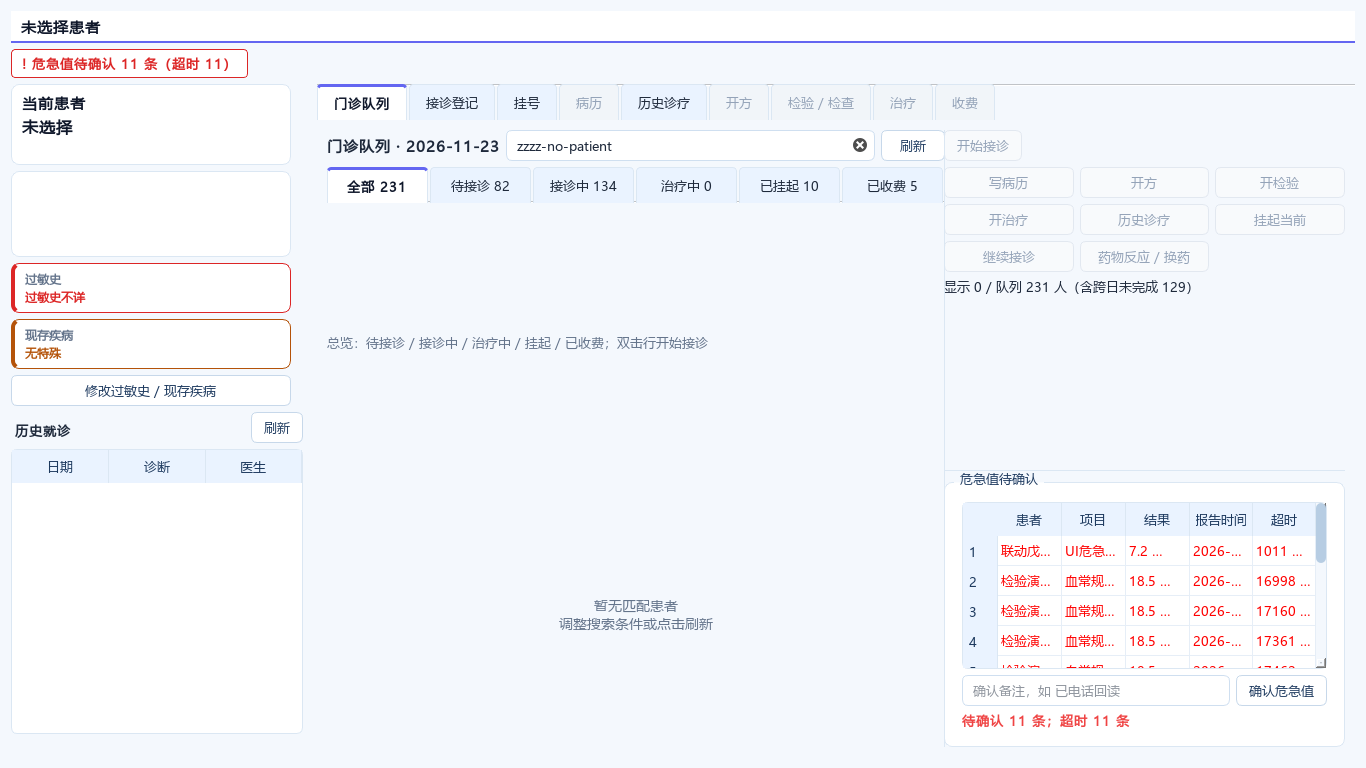 未选择患者
! 危急值待确认 11 条（超时 11）
当前患者
未选择
过敏史
过敏史不详
现存疾病
无特殊
修改过敏史 / 现存疾病
历史就诊
刷新
日期 诊断 医生
门诊队列 接诊登记 挂号 病历 历史诊疗 开方 检验 / 检查 治疗 收费
门诊队列 · 2026-11-23 zzzz-no-patient 刷新 开始接诊
全部 231 待接诊 82 接诊中 134 治疗中 0 已挂起 10 已收费 5
总览：待接诊 / 接诊中 / 治疗中 / 挂起 / 已收费；双击行开始接诊
暂无匹配患者
调整搜索条件或点击刷新
写病历 开方 开检验
开治疗 历史诊疗 挂起当前
继续接诊 药物反应 / 换药
显示 0 / 队列 231 人（含跨日未完成 129）
危急值待确认
患者 项目 结果 报告时间 超时
1 联动戊... UI危急... 7.2 ... 2026-... 1011 ...
2 检验演... 血常规... 18.5 ... 2026-... 16998 ...
3 检验演... 血常规... 18.5 ... 2026-... 17160 ...
4 检验演... 血常规... 18.5 ... 2026-... 17361 ...
确认备注，如 已电话回读 确认危急值
待确认 11 条；超时 11 条